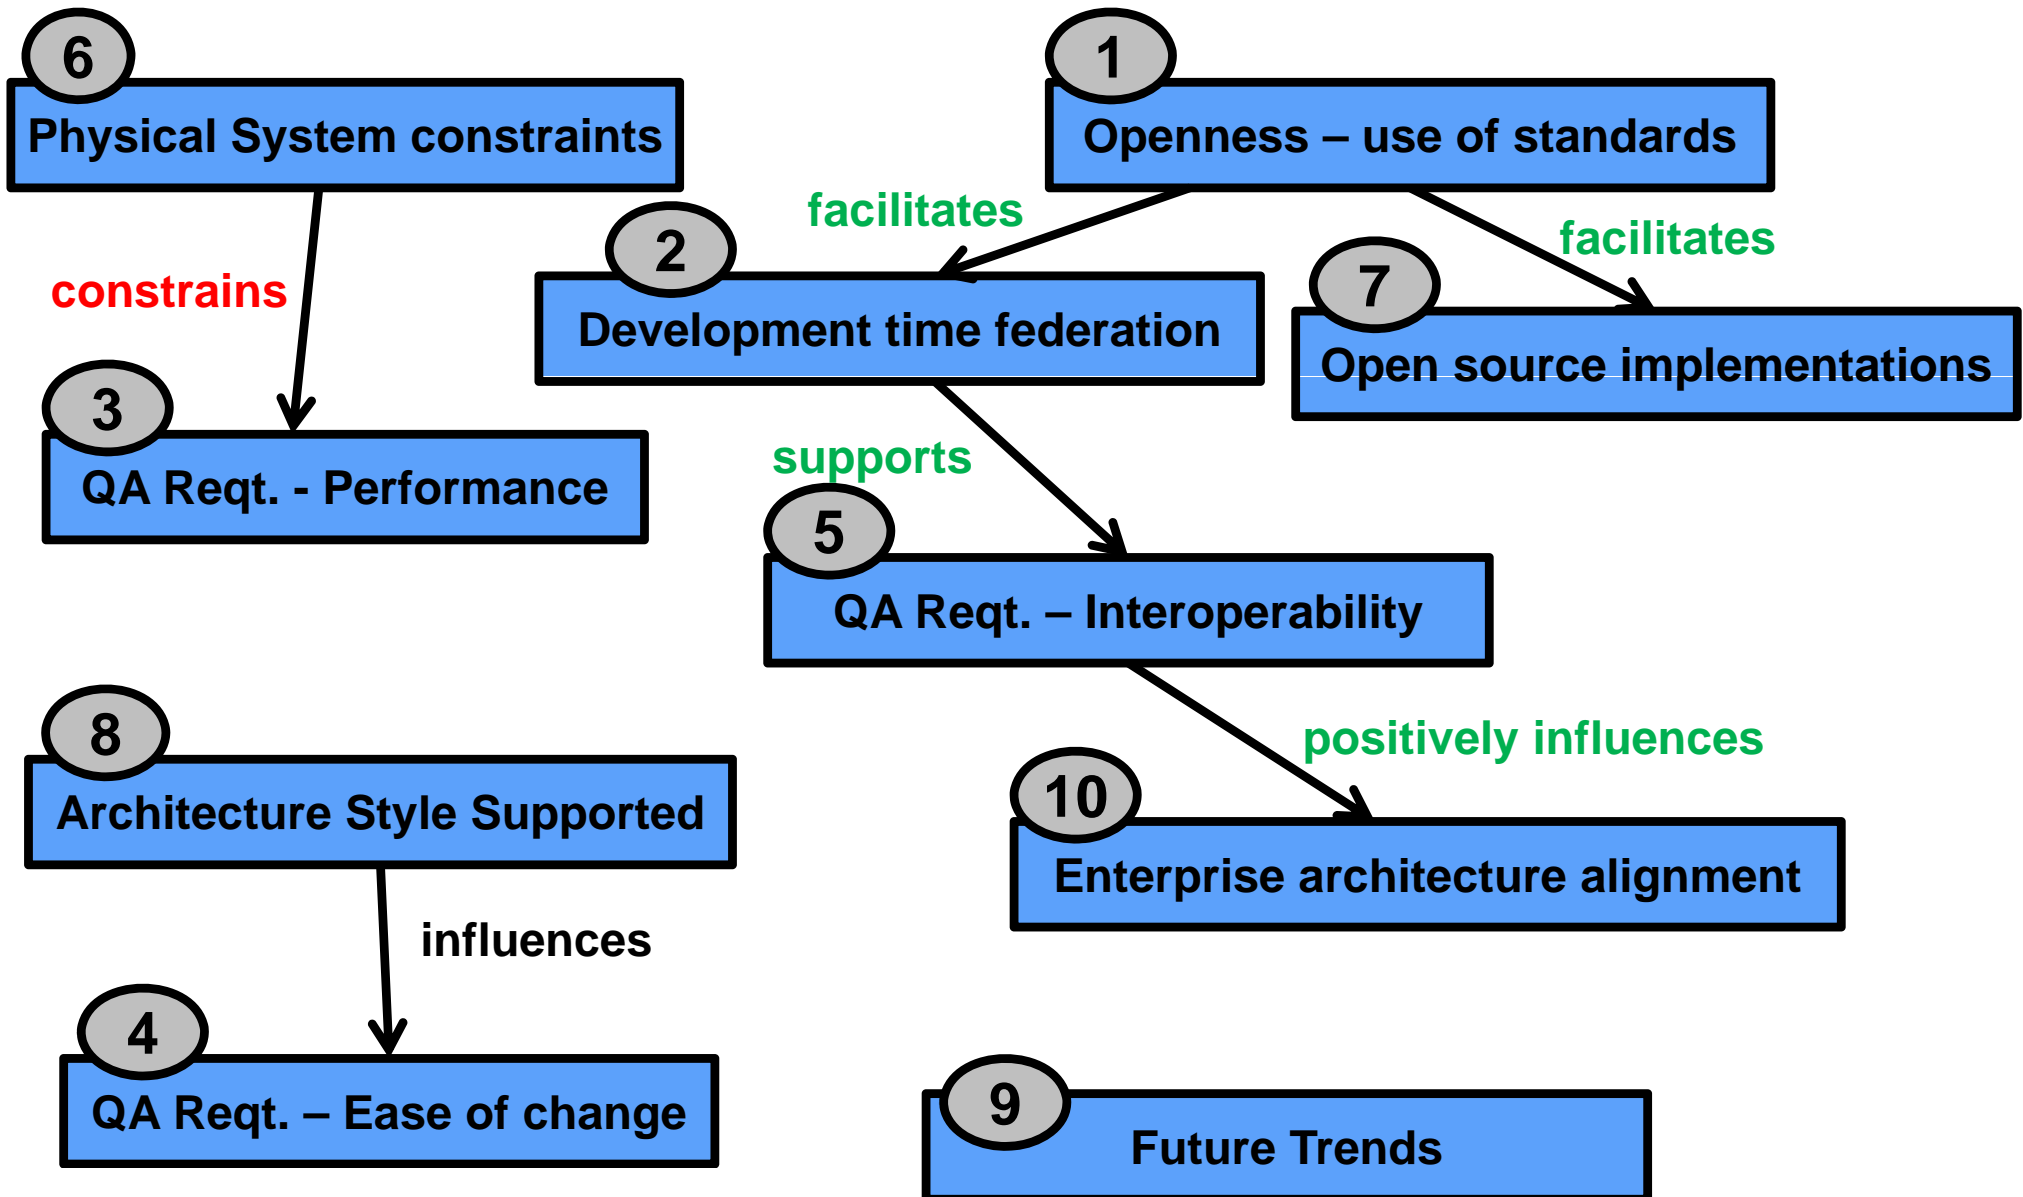 6
Physical System constraints
1
Openness – use of standards
facilitates
facilitates
2
Development time federation
7
Open source implementations
constrains
3
QA Reqt. - Performance
supports
5
QA Reqt. – Interoperability
8
Architecture Style Supported
positively influences
10
Enterprise architecture alignment
influences
4
QA Reqt. – Ease of change
9
Future Trends